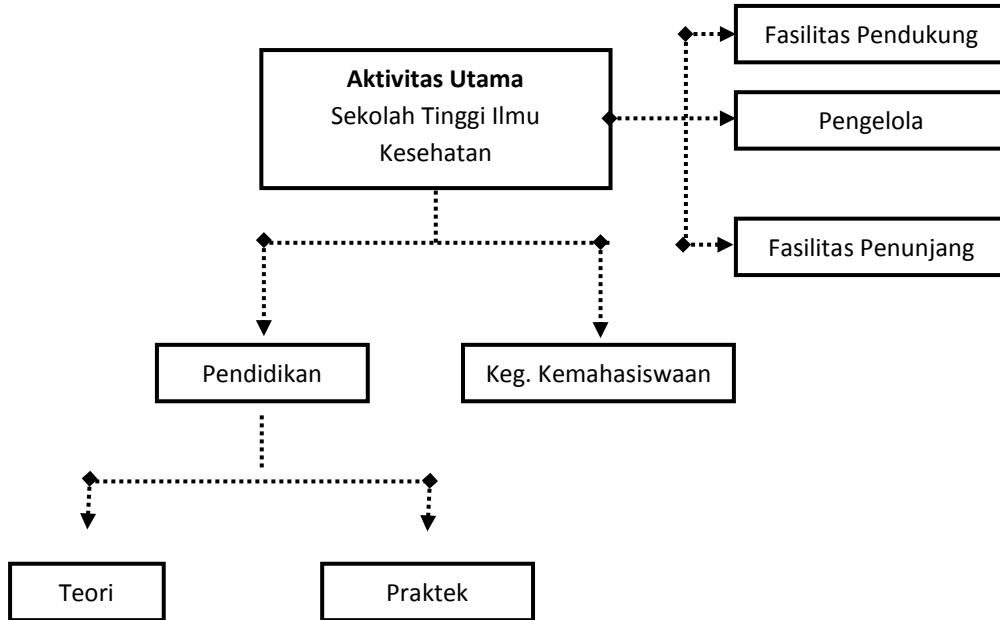 Fasilitas Pendukung
Aktivitas Utama
Sekolah Tinggi Ilmu
Kesehatan
Pengelola
Fasilitas Penunjang
Pendidikan
Keg. Kemahasiswaan
Teori
Praktek